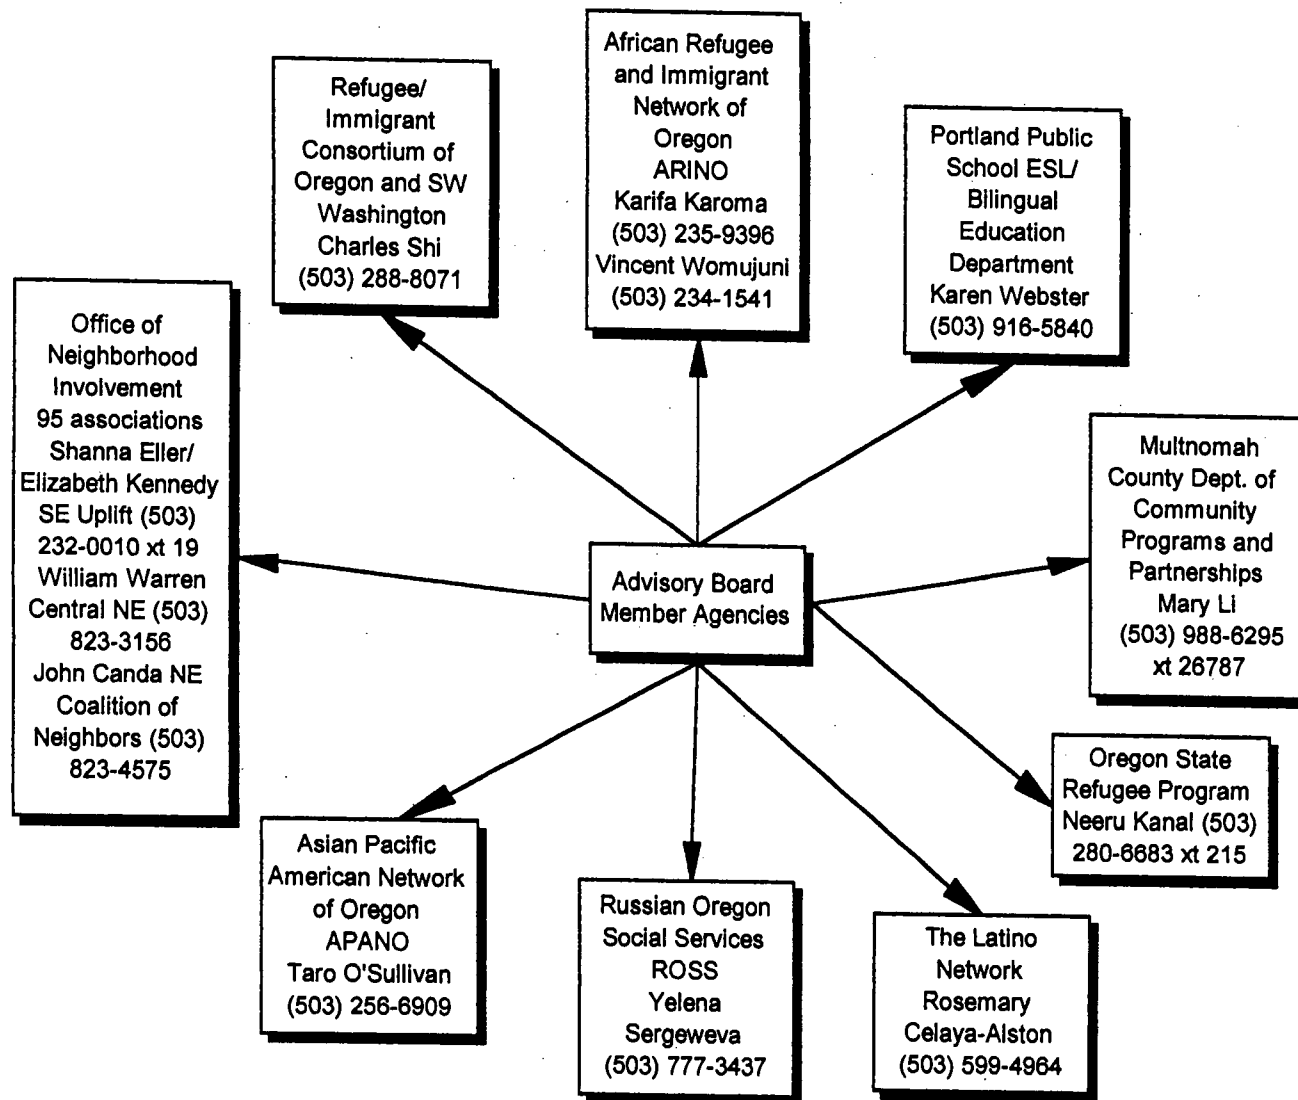 African Refugee
and Immigrant
Network of
Oregon
ARINO
Karifa Karoma
(503) 235-9396
Vincent Womujuni
(503) 234-1541
Refugee/
Immigrant
Consortium of
Oregon and SW
Washington
Charles Shi
(503) 288-8071
Portland Public
School ESL/
Bilingual
Education
Department
Karen Webster
(503) 916-5840
Office of
Neighborhood
Involvement
95 associations
Shanna Eller/
Elizabeth Kennedy
SE Uplift (503)
232-0010 xt 19
William Warren
Central NE (503)
823-3156
John Canda NE
Coalition of
Neighbors (503)
823-4575
Multnomah
County Dept. of
Community
Programs and
Partnerships
Mary Li
(503) 988-6295
xt 26787
Advisory Board
Member Agencies
Oregon State
Refugee Program
Neeru Kanal (503)
280-6683 xt 215
Asian Pacific
American Network
of Oregon
APANO
Taro O'Sullivan
(503) 256-6909
Russian Oregon
Social Services
ROSS
Yelena
Sergeweva
(503) 777-3437
The Latino
Network
Rosemary
Celaya-Alston
(503) 599-4964